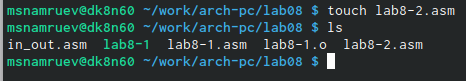 msnamruev@dk8n60 ~/work/arch-pc/lab08 $ touch lab8-2.asm
msnamruev@dk8n60 ~/work/arch-pc/lab08 $ ls
in_out.asm  lab8-1  lab8-1.asm  lab8-1.o  lab8-2.asm
msnamruev@dk8n60 ~/work/arch-pc/lab08 $